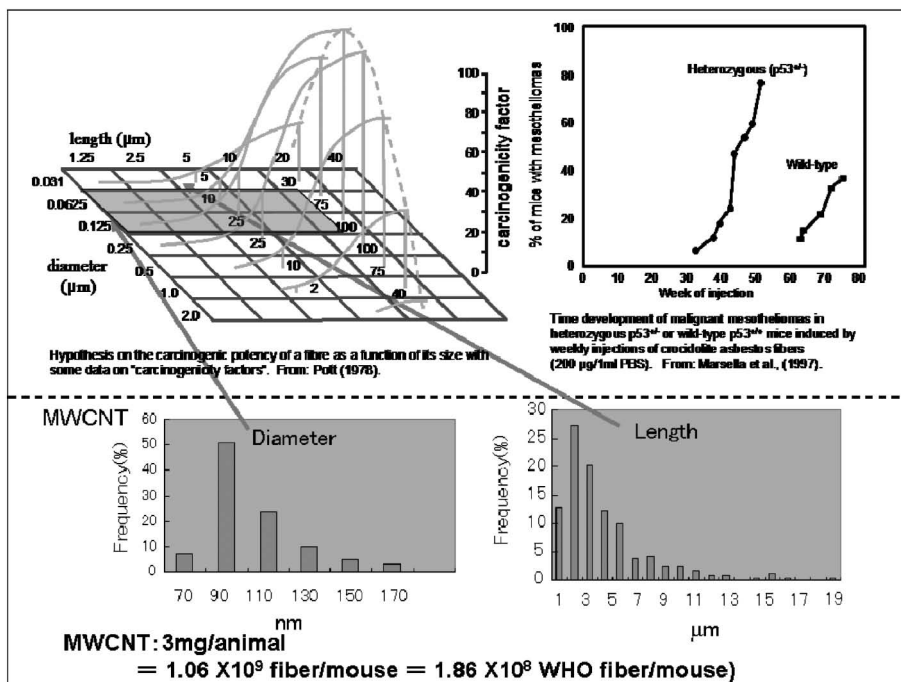 length (μm)
1.25 2.5 5 10 20 40
0.031
0.0625
0.125
0.25
0.5
1.0
2.0
diameter
(μm)
5 30
10 75
25 100
25 100
10 75
2 40
carcinogenicity factor
100
80
60
40
20
0
Hypothesis on the carcinogenic potency of a fibre as a function of its size with
some data on "carcinogenicity factors". From: Pott (1978).
% of mice with mesotheliomas
100
80
60
40
20
0
Heterozygous (p53+/-)
Wild-type
0 10 20 30 40 50 60 70 80
Week of injection
Time development of malignant mesotheliomas in
heterozygous p53+/- or wild-type p53+/+ mice induced by
weekly injections of crocidolite asbestos fibers
(200 μg/1ml PBS). From: Marsella et al., (1997).
MWCNT
Diameter
Frequency(%)
60
50
40
30
20
10
0
70 90 110 130 150 170
nm
Length
Frequency(%)
30
25
20
15
10
5
0
1 3 5 7 9 11 13 15 17 19
μm
MWCNT: 3mg/animal
= 1.06 X10⁹ fiber/mouse = 1.86 X10⁸ WHO fiber/mouse)